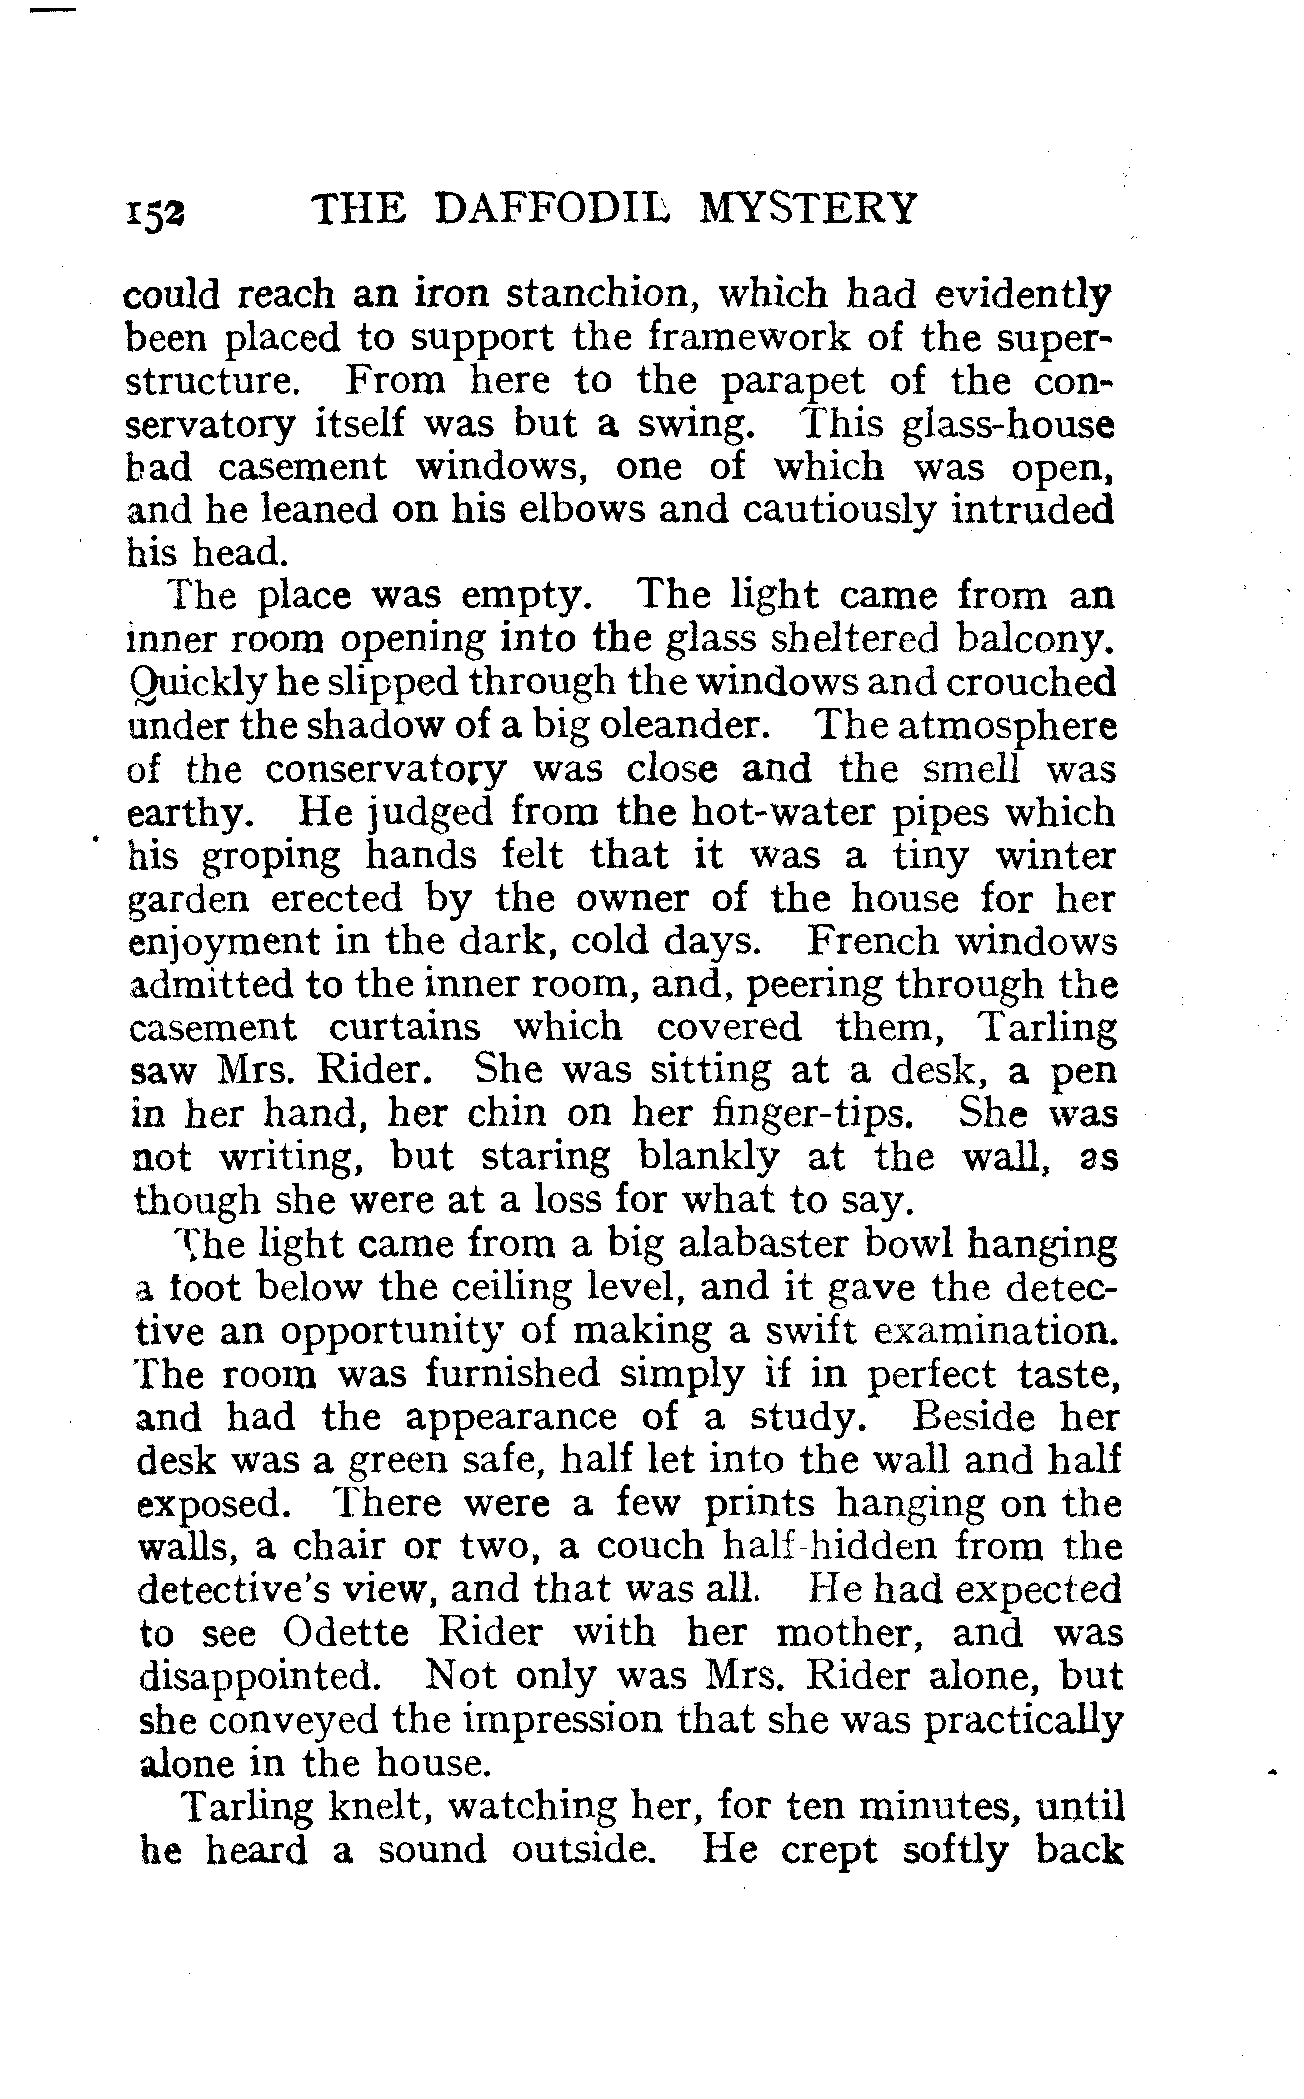 152 THE DAFFODIL MYSTERY
could reach an iron stanchion, which had evidently
been placed to support the framework of the super-
structure. From here to the parapet of the con-
servatory itself was but a swing. This glass-house
had casement windows, one of which was open,
and he leaned on his elbows and cautiously intruded
his head.
The place was empty. The light came from an
inner room opening into the glass sheltered balcony.
Quickly he slipped through the windows and crouched
under the shadow of a big oleander. The atmosphere
of the conservatory was close and the smell was
earthy. He judged from the hot-water pipes which
his groping hands felt that it was a tiny winter
garden erected by the owner of the house for her
enjoyment in the dark, cold days. French windows
admitted to the inner room, and, peering through the
casement curtains which covered them, Tarling
saw Mrs. Rider. She was sitting at a desk, a pen
in her hand, her chin on her finger-tips. She was
not writing, but staring blankly at the wall, as
though she were at a loss for what to say.
The light came from a big alabaster bowl hanging
a foot below the ceiling level, and it gave the detec-
tive an opportunity of making a swift examination.
The room was furnished simply if in perfect taste,
and had the appearance of a study. Beside her
desk was a green safe, half let into the wall and half
exposed. There were a few prints hanging on the
walls, a chair or two, a couch half-hidden from the
detective's view, and that was all. He had expected
to see Odette Rider with her mother, and was
disappointed. Not only was Mrs. Rider alone, but
she conveyed the impression that she was practically
alone in the house.
Tarling knelt, watching her, for ten minutes, until
he heard a sound outside. He crept softly back